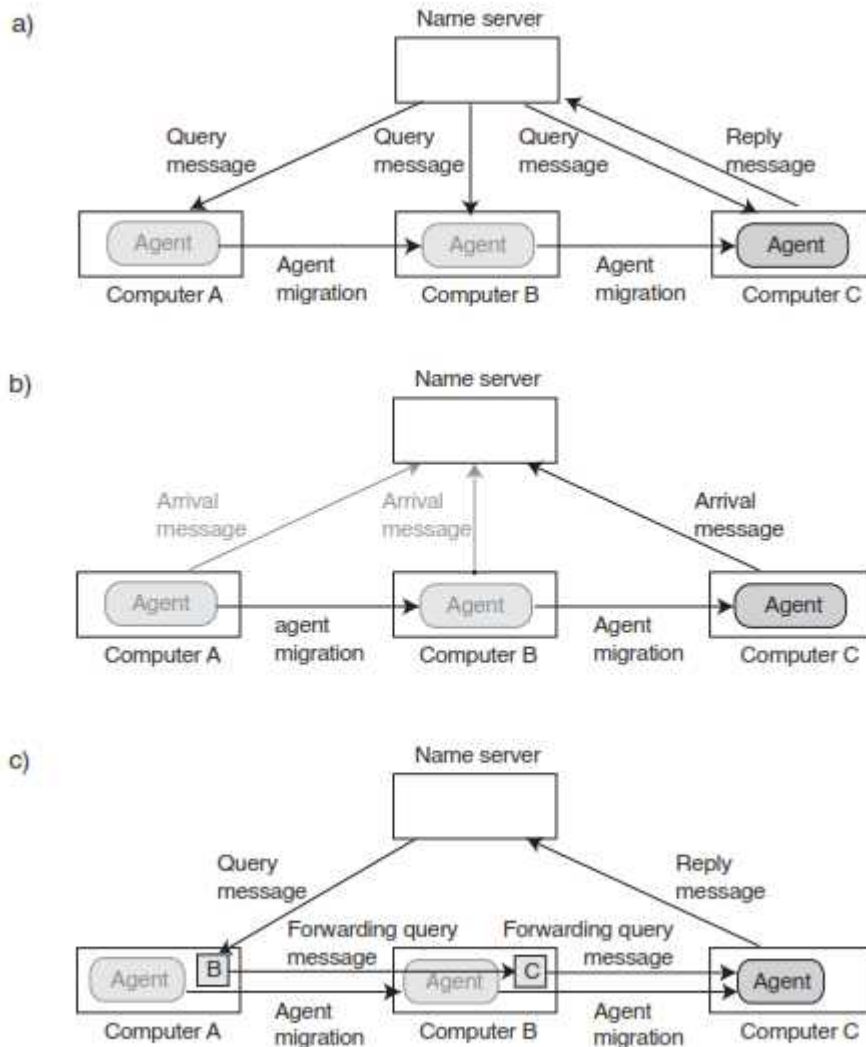 a)
Name server
Query
message
Query
message
Query
message
Reply
message
Agent
Agent
Agent
Agent
migration
Agent
migration
Computer A
Computer B
Computer C
b)
Name server
Arrival
message
Arrival
message
Arrival
message
Agent
Agent
Agent
agent
migration
Agent
migration
Computer A
Computer B
Computer C
c)
Name server
Query
message
Reply
message
Forwarding query
message
Forwarding query
message
Agent
B
Agent
C
Agent
Agent
migration
Agent
migration
Computer A
Computer B
Computer C